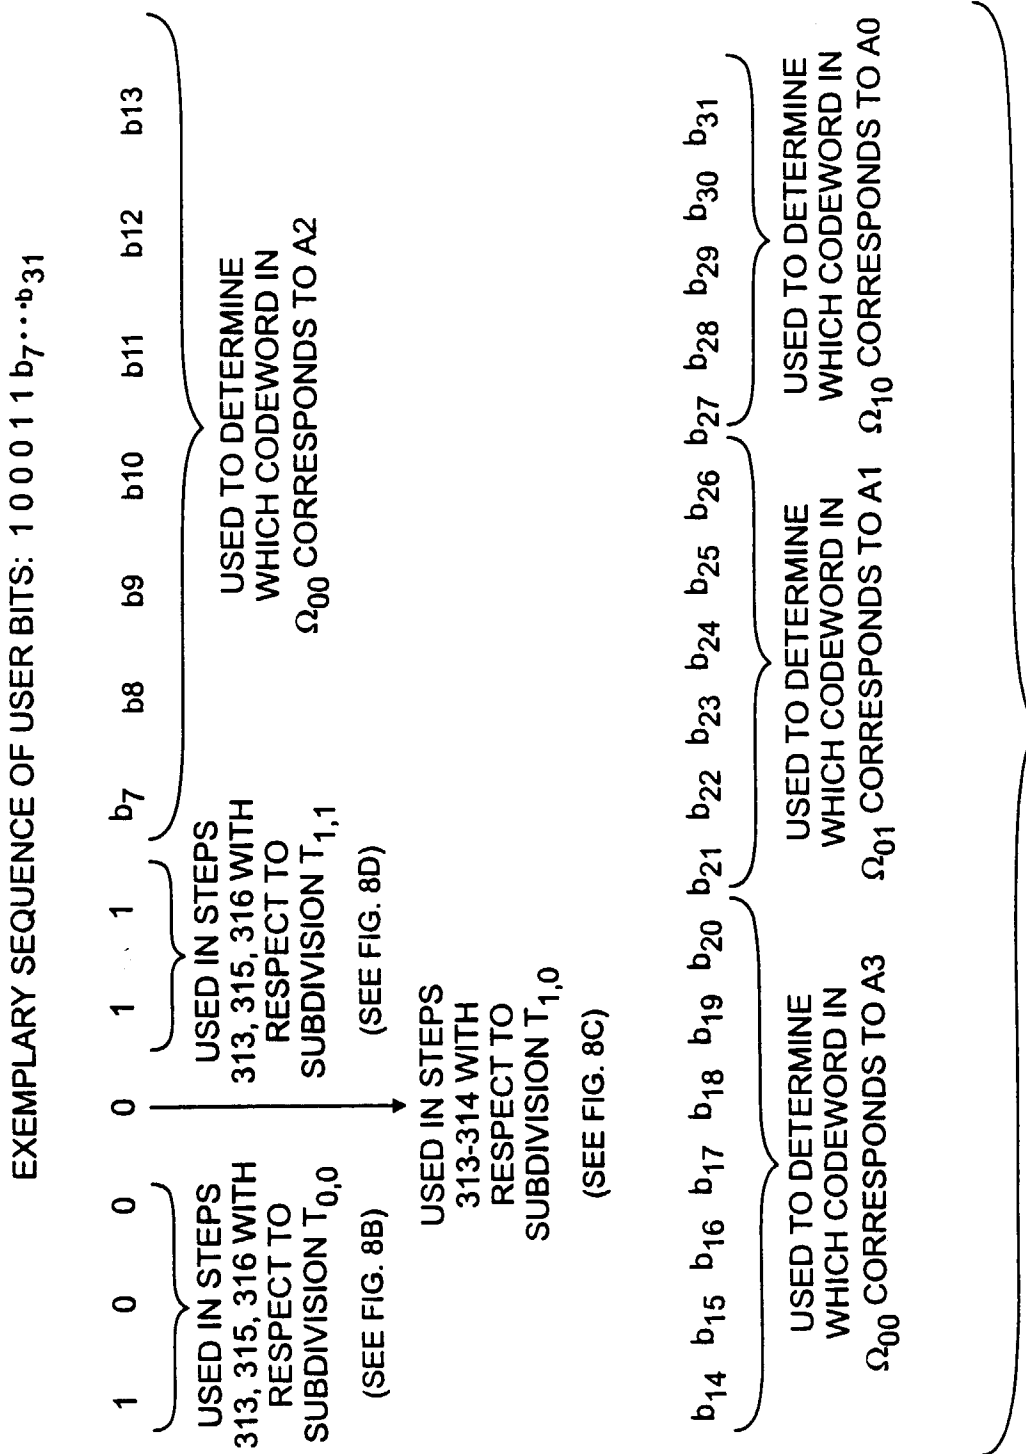 EXEMPLARY SEQUENCE OF USER BITS: 1 0 0 0 1 1 b7···b31
1 0 0 0 1 1 b7 b8 b9 b10 b11 b12 b13
USED IN STEPS
313, 315, 316 WITH
RESPECT TO
SUBDIVISION T0,0
(SEE FIG. 8B)
USED IN STEPS
313-314 WITH
RESPECT TO
SUBDIVISION T1,0
(SEE FIG. 8C)
USED IN STEPS
313, 315, 316 WITH
RESPECT TO
SUBDIVISION T1,1
(SEE FIG. 8D)
USED TO DETERMINE
WHICH CODEWORD IN
Ω00 CORRESPONDS TO A2
b14 b15 b16 b17 b18 b19 b20 b21 b22 b23 b24 b25 b26 b27 b28 b29 b30 b31
USED TO DETERMINE
WHICH CODEWORD IN
Ω00 CORRESPONDS TO A3
USED TO DETERMINE
WHICH CODEWORD IN
Ω01 CORRESPONDS TO A1
USED TO DETERMINE
WHICH CODEWORD IN
Ω10 CORRESPONDS TO A0